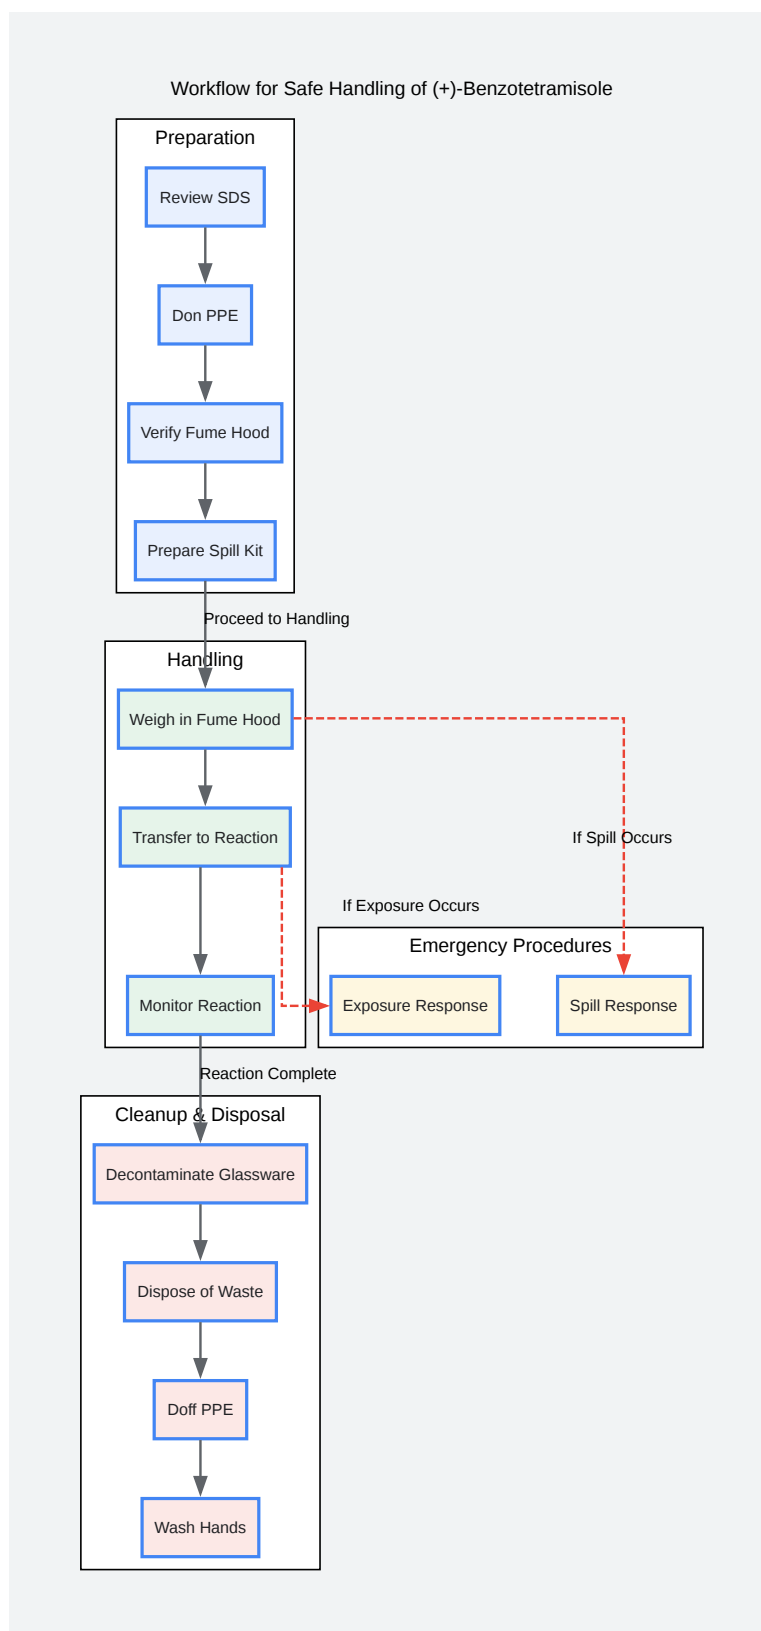 Workflow for Safe Handling of (+)-Benzotetramisole
Preparation
Review SDS
Don PPE
Verify Fume Hood
Prepare Spill Kit
Proceed to Handling
Handling
Weigh in Fume Hood
Transfer to Reaction
If Spill Occurs
If Exposure Occurs
Emergency Procedures
Monitor Reaction
Exposure Response
Spill Response
Reaction Complete
Cleanup & Disposal
Decontaminate Glassware
Dispose of Waste
Doff PPE
Wash Hands